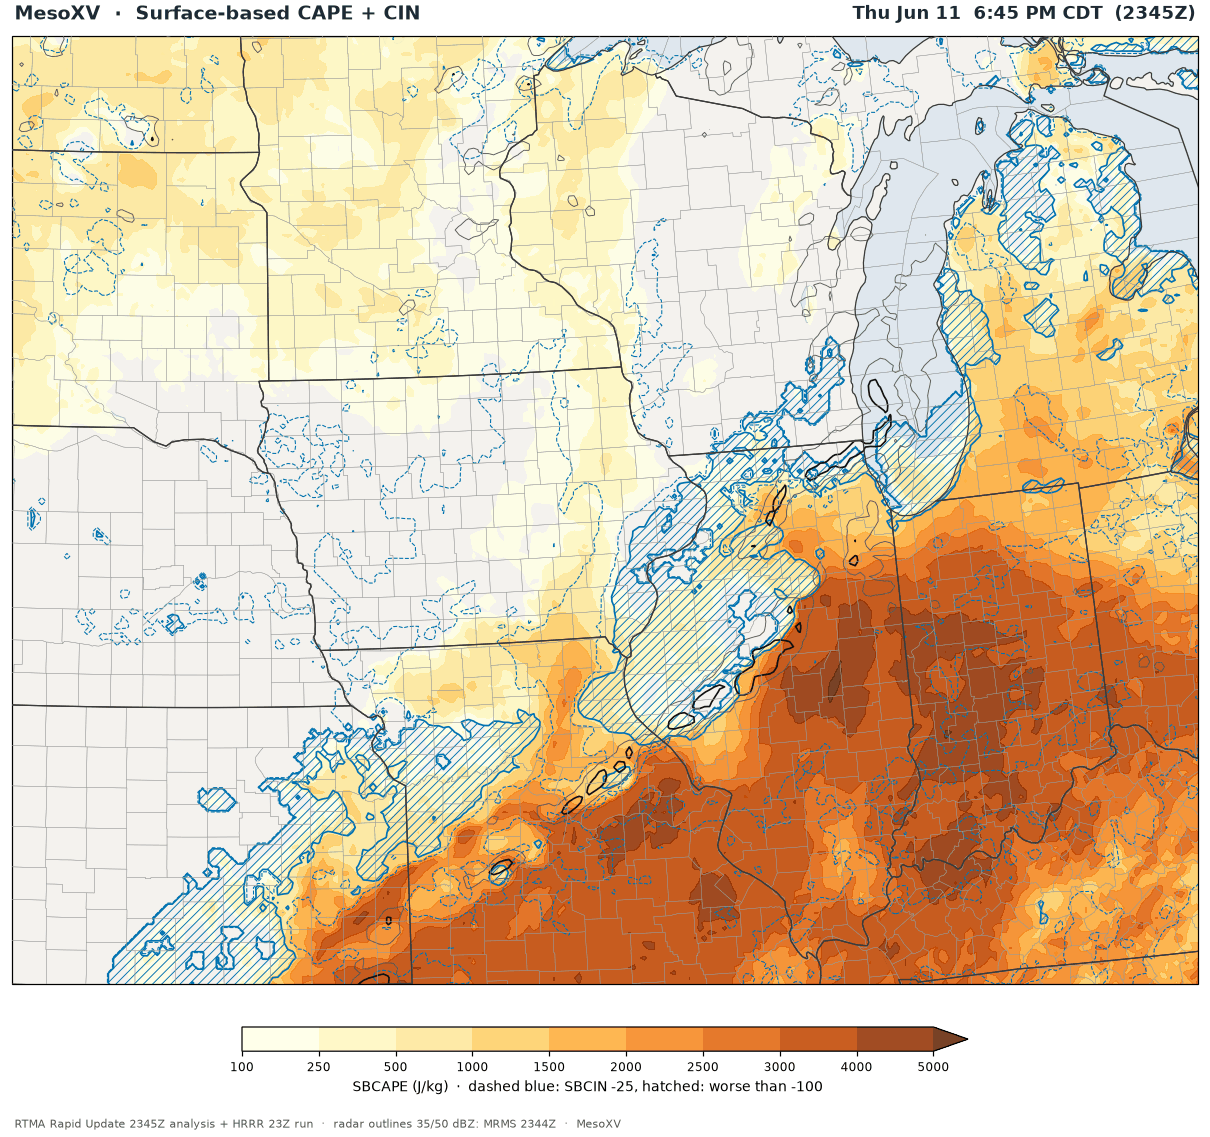 MesoXV · Surface-based CAPE + CIN
Thu Jun 11 6:45 PM CDT (2345Z)
100 250 500 1000 1500 2000 2500 3000 4000 5000
SBCAPE (J/kg) · dashed blue: SBCIN -25, hatched: worse than -100
RTMA Rapid Update 2345Z analysis + HRRR 23Z run · radar outlines 35/50 dBZ: MRMS 2344Z · MesoXV